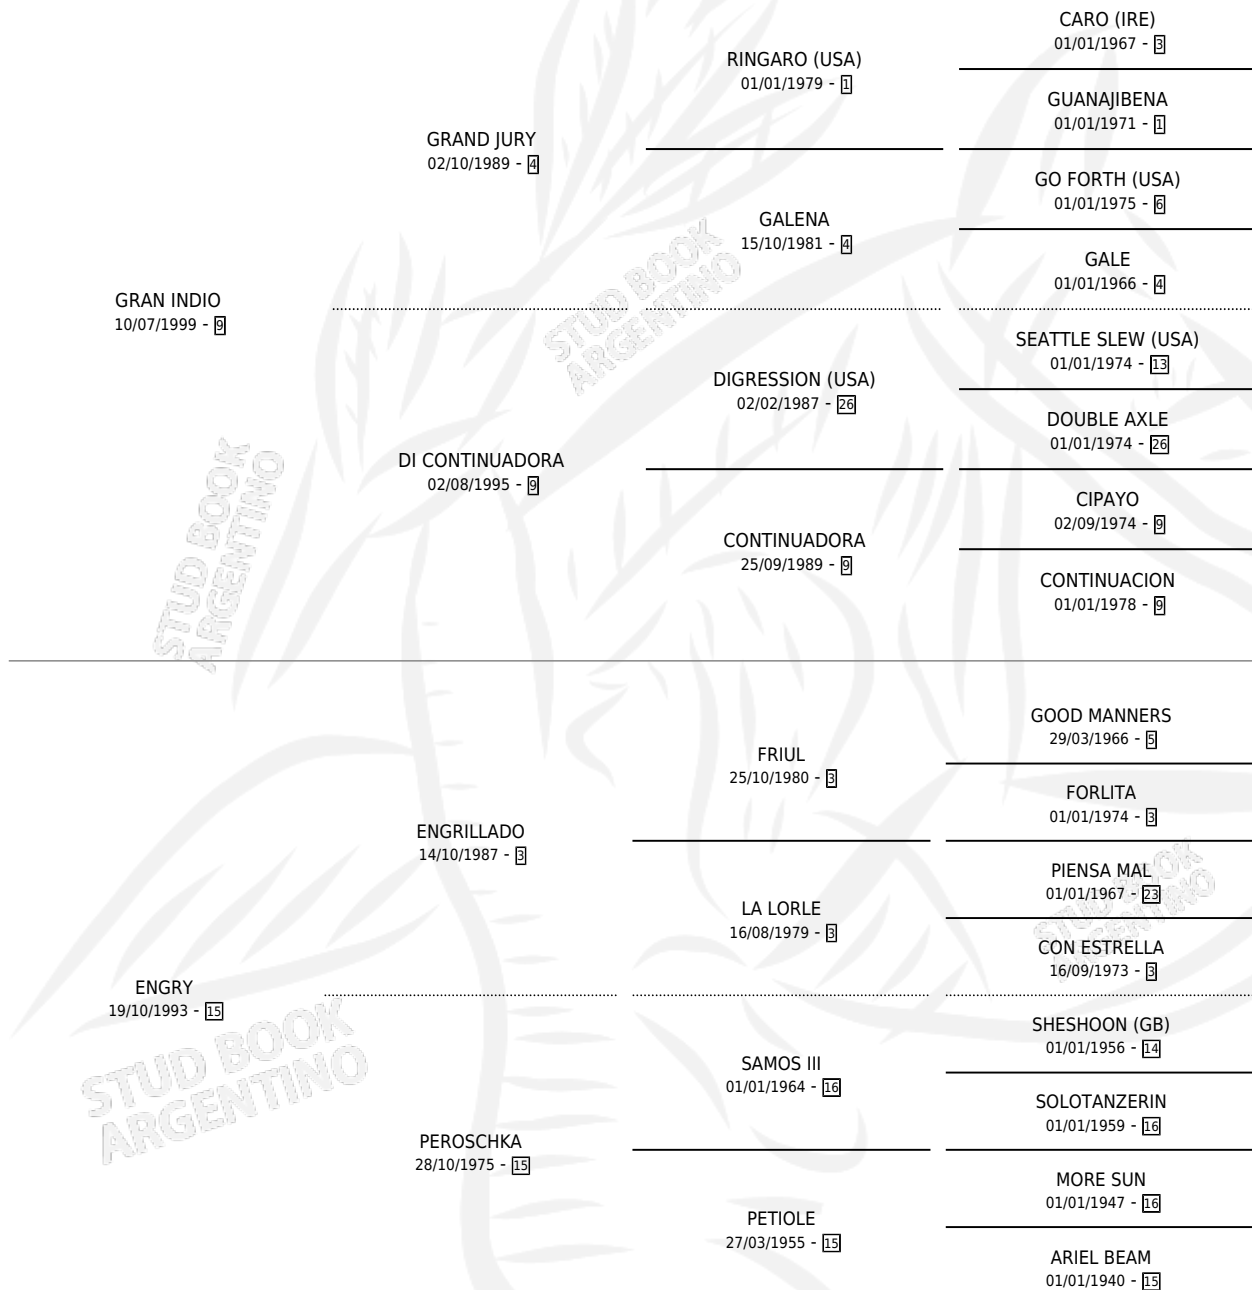 CARO (IRE)
01/01/1967 - 3
RINGARO (USA)
01/01/1979 - 1
GUANAJIBENA
01/01/1971 - 1
GRAND JURY
02/10/1989 - 4
GO FORTH (USA)
01/01/1975 - 6
GALENA
15/10/1981 - 4
GALE
01/01/1966 - 4
GRAN INDIO
10/07/1999 - 9
SEATTLE SLEW (USA)
01/01/1974 - 13
DIGRESSION (USA)
02/02/1987 - 26
DOUBLE AXLE
01/01/1974 - 26
DI CONTINUADORA
02/08/1995 - 9
CIPAYO
02/09/1974 - 9
CONTINUADORA
25/09/1989 - 9
CONTINUACION
01/01/1978 - 9
GOOD MANNERS
29/03/1966 - 5
FRIUL
25/10/1980 - 3
FORLITA
01/01/1974 - 3
ENGRILLADO
14/10/1987 - 3
PIENSA MAL
01/01/1967 - 23
LA LORLE
16/08/1979 - 3
CON ESTRELLA
16/09/1973 - 3
ENGRY
19/10/1993 - 15
SHESHOON (GB)
01/01/1956 - 14
SAMOS III
01/01/1964 - 16
SOLOTANZERIN
01/01/1959 - 16
PEROSCHKA
28/10/1975 - 15
MORE SUN
01/01/1947 - 16
PETIOLE
27/03/1955 - 15
ARIEL BEAM
01/01/1940 - 15
STUD BOOK
ARGENTINO
STUD BOOK
ARGENTINO
STUD BOOK
ARGENTINO
STUD BOOK
ARGENTINO